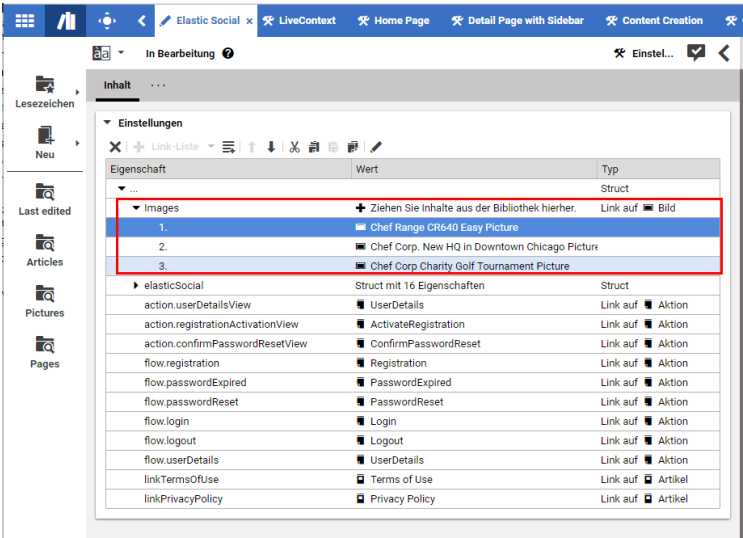 Elastic Social × LiveContext Home Page Detail Page with Sidebar Content Creation
àa In Bearbeitung ? Einstel...
Inhalt ...
Lesezeichen
Neu
Last edited
Articles
Pictures
Pages
Einstellungen
Link-Liste
Eigenschaft Wert Typ
... Struct
Images Ziehen Sie Inhalte aus der Bibliothek hierher. Link auf Bild
1. Chef Range CR640 Easy Picture
2. Chef Corp. New HQ in Downtown Chicago Picture
3. Chef Corp Charity Golf Tournament Picture
elasticSocial Struct mit 16 Eigenschaften Struct
action.userDetailsView UserDetails Link auf Aktion
action.registrationActivationView ActivateRegistration Link auf Aktion
action.confirmPasswordResetView ConfirmPasswordReset Link auf Aktion
flow.registration Registration Link auf Aktion
flow.passwordExpired PasswordExpired Link auf Aktion
flow.passwordReset PasswordReset Link auf Aktion
flow.login Login Link auf Aktion
flow.logout Logout Link auf Aktion
flow.userDetails UserDetails Link auf Aktion
linkTermsOfUse Terms of Use Link auf Artikel
linkPrivacyPolicy Privacy Policy Link auf Artikel